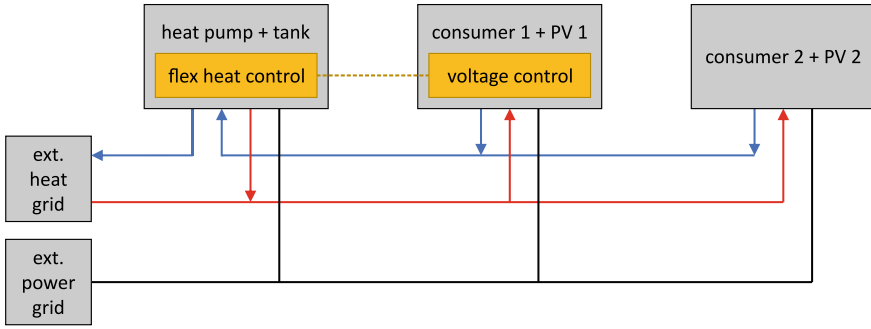 heat pump + tank
flex heat control
consumer 1 + PV 1
voltage control
consumer 2 + PV 2
ext.
heat
grid
ext.
power
grid